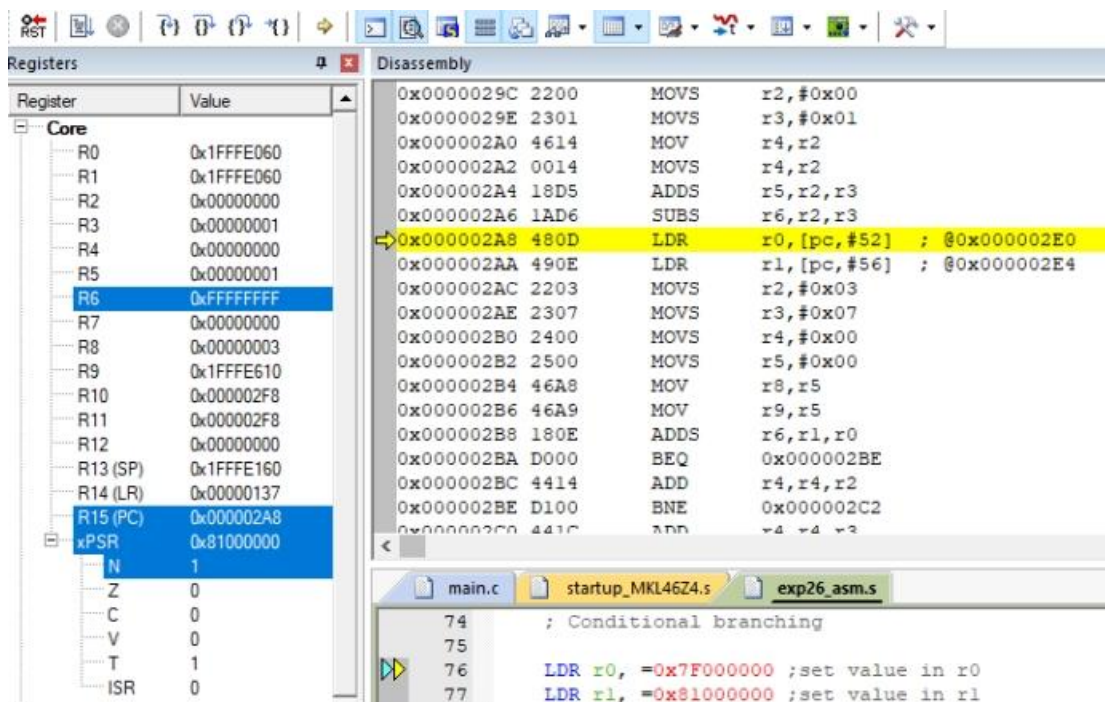 RST
Registers
Register Value
Core
R0 0x1FFFE060
R1 0x1FFFE060
R2 0x00000000
R3 0x00000001
R4 0x00000000
R5 0x00000001
R6 0xFFFFFFFF
R7 0x00000000
R8 0x00000003
R9 0x1FFFE610
R10 0x000002F8
R11 0x000002F8
R12 0x00000000
R13 (SP) 0x1FFFE160
R14 (LR) 0x00000137
R15 (PC) 0x000002A8
xPSR 0x81000000
N 1
Z 0
C 0
V 0
T 1
ISR 0
Disassembly
0x0000029C 2200 MOVS r2,#0x00
0x0000029E 2301 MOVS r3,#0x01
0x000002A0 4614 MOV r4,r2
0x000002A2 0014 MOVS r4,r2
0x000002A4 18D5 ADDS r5,r2,r3
0x000002A6 1AD6 SUBS r6,r2,r3
0x000002A8 480D LDR r0,[pc,#52] ; @0x000002E0
0x000002AA 490E LDR r1,[pc,#56] ; @0x000002E4
0x000002AC 2203 MOVS r2,#0x03
0x000002AE 2307 MOVS r3,#0x07
0x000002B0 2400 MOVS r4,#0x00
0x000002B2 2500 MOVS r5,#0x00
0x000002B4 46A8 MOV r8,r5
0x000002B6 46A9 MOV r9,r5
0x000002B8 180E ADDS r6,r1,r0
0x000002BA D000 BEQ 0x000002BE
0x000002BC 4414 ADD r4,r4,r2
0x000002BE D100 BNE 0x000002C2
0x000002C0 441C ADD r4,r4,r3
main.c startup_MKL46Z4.s exp26_asm.s
74 ; Conditional branching
75
76 LDR r0, =0x7F000000 ;set value in r0
77 LDR r1, =0x81000000 ;set value in r1